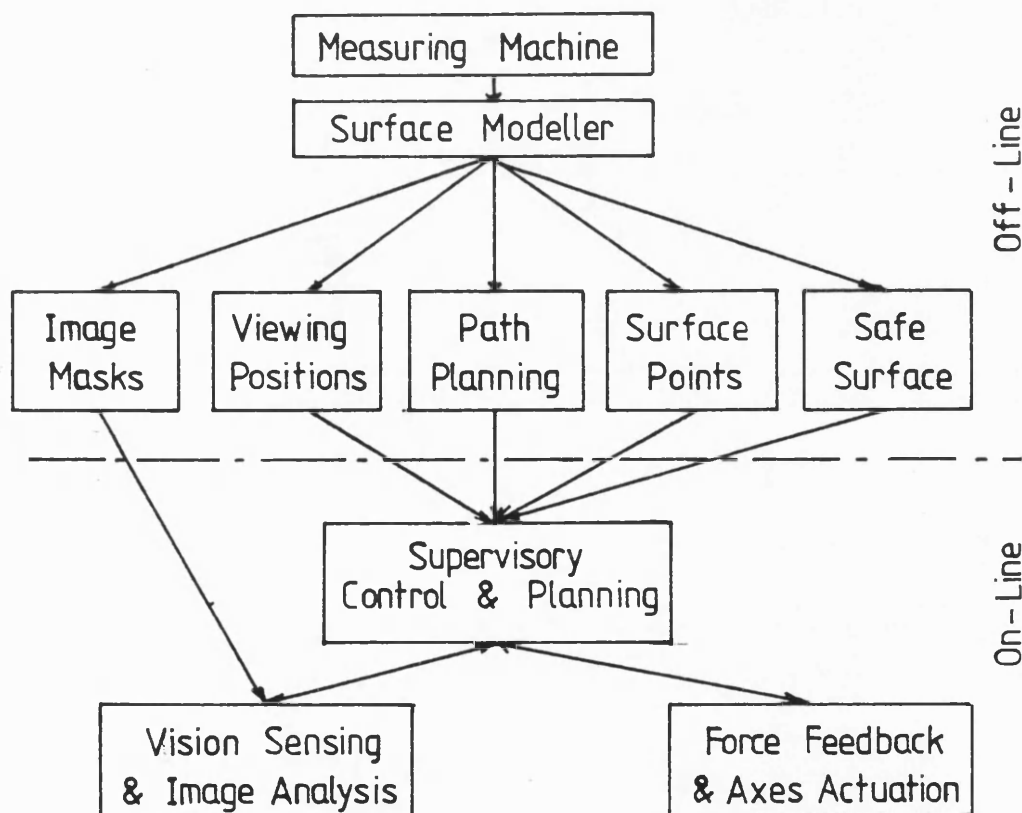 Measuring Machine
Surface Modeller
Off-Line
Image
Masks
Viewing
Positions
Path
Planning
Surface
Points
Safe
Surface
Supervisory
Control & Planning
On-Line
Vision Sensing
& Image Analysis
Force Feedback
& Axes Actuation